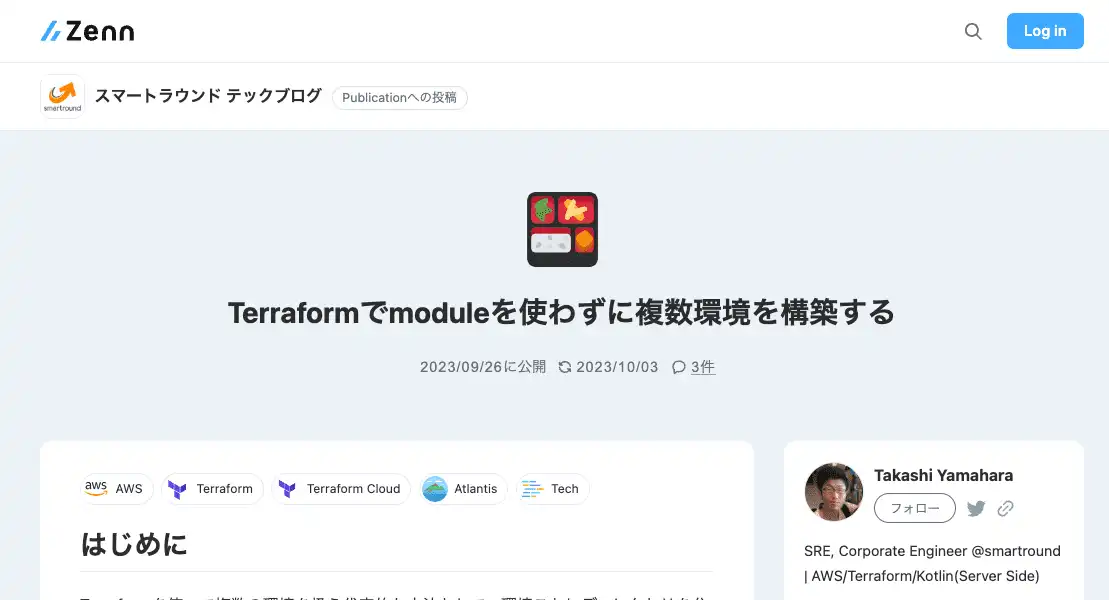 Zenn
Log in
smartround
スマートラウンド テックブログ
Publicationへの投稿
Terraformでmoduleを使わずに複数環境を構築する
2023/09/26に公開 2023/10/03 3件
aws AWS
Terraform
Terraform Cloud
Atlantis
Tech
はじめに
Takashi Yamahara
フォロー
SRE, Corporate Engineer @smartround
| AWS/Terraform/Kotlin(Server Side)